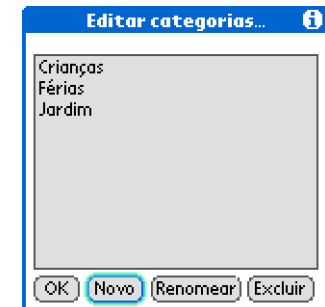 Editar categorias...
Crianças
Férias
Jardim
OK Novo Renomear Excluir